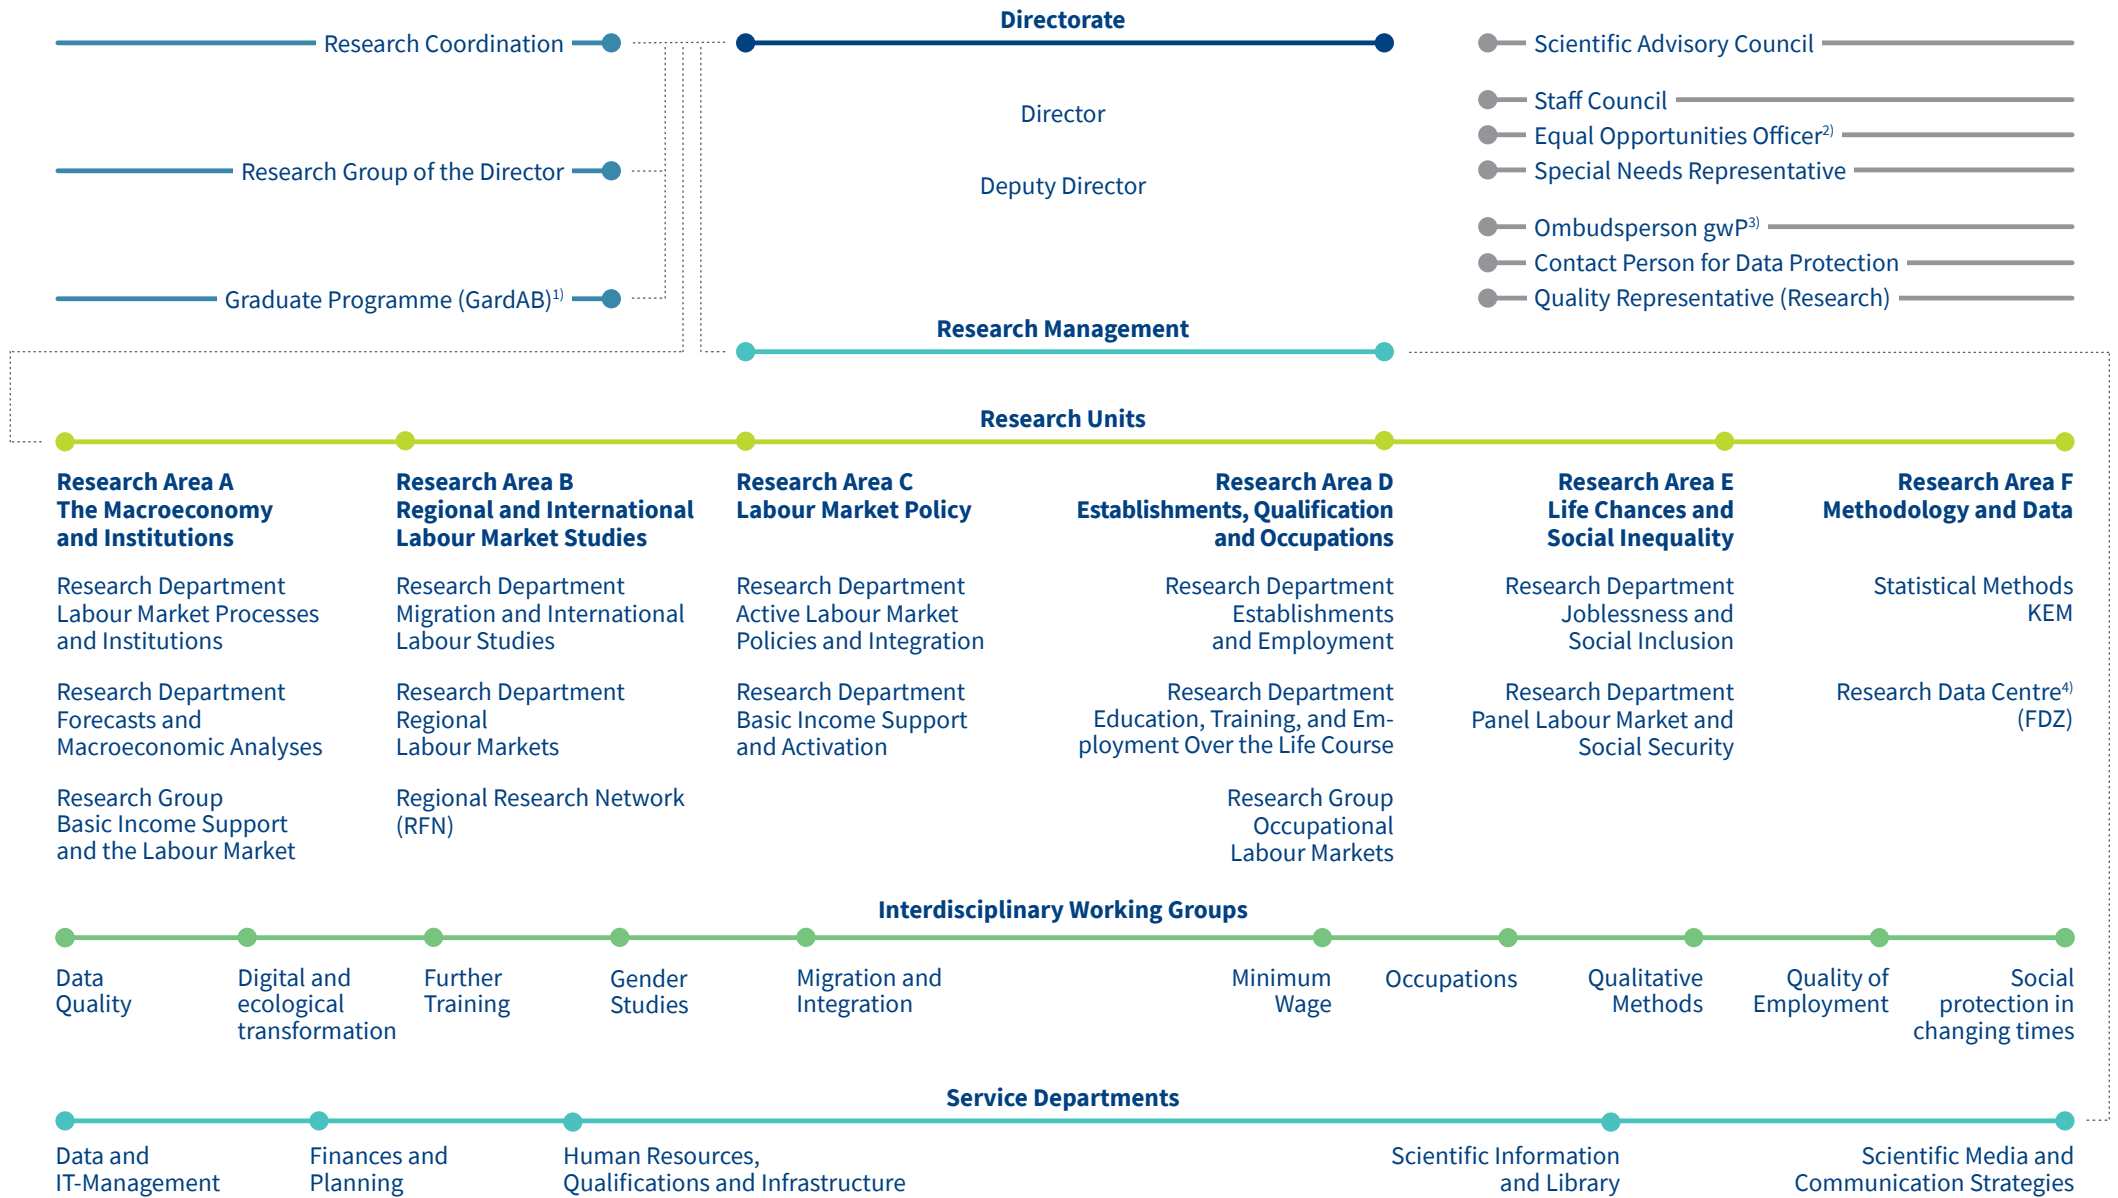 Directorate
Research Coordination
Research Group of the Director
Graduate Programme (GardAB)1)
Director
Deputy Director
Scientific Advisory Council
Staff Council
Equal Opportunities Officer2)
Special Needs Representative
Ombudsperson gwP3)
Contact Person for Data Protection
Quality Representative (Research)
Research Management
Research Units
Research Area A
The Macroeconomy
and Institutions
Research Department
Labour Market Processes
and Institutions
Research Department
Forecasts and
Macroeconomic Analyses
Research Group
Basic Income Support
and the Labour Market
Research Area B
Regional and International
Labour Market Studies
Research Department
Migration and International
Labour Studies
Research Department
Regional
Labour Markets
Regional Research Network
(RFN)
Research Area C
Labour Market Policy
Research Department
Active Labour Market
Policies and Integration
Research Department
Basic Income Support
and Activation
Research Area D
Establishments, Qualification
and Occupations
Research Department
Establishments
and Employment
Research Department
Education, Training, and Em-
ployment Over the Life Course
Research Group
Occupational
Labour Markets
Research Area E
Life Chances and
Social Inequality
Research Department
Joblessness and
Social Inclusion
Research Department
Panel Labour Market and
Social Security
Research Area F
Methodology and Data
Statistical Methods
KEM
Research Data Centre4)
(FDZ)
Interdisciplinary Working Groups
Data
Quality
Digital and
ecological
transformation
Further
Training
Gender
Studies
Migration and
Integration
Minimum
Wage
Occupations
Qualitative
Methods
Quality of
Employment
Social
protection in
changing times
Service Departments
Data and
IT-Management
Finances and
Planning
Human Resources,
Qualifications and Infrastructure
Scientific Information
and Library
Scientific Media and
Communication Strategies